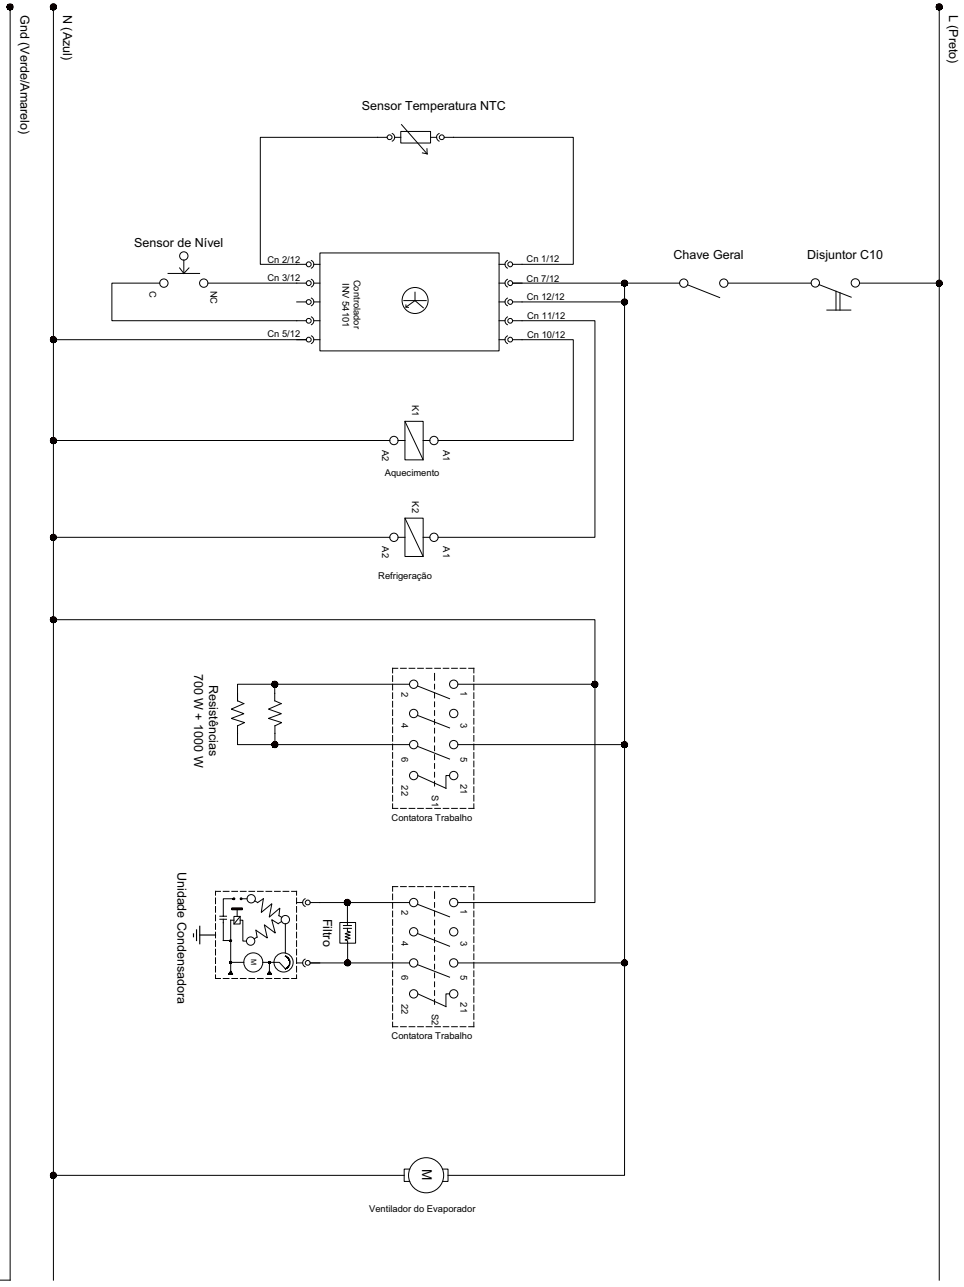 L (Preto)
N (Azul)
Gnd (Verde/Amarelo)
Sensor Temperatura NTC
Sensor de Nível
C
NC
Cn 2/12
Cn 3/12
Cn 5/12
Controlador
INV 54101
Cn 1/12
Cn 7/12
Cn 12/12
Cn 11/12
Cn 10/12
Chave Geral
Disjuntor C10
K1
A2
A1
Aquecimento
K2
A2
A1
Refrigeração
Resistências
700 W + 1000 W
2
1
4
3
6
5
22
21
S1
Contatora Trabalho
Unidade Condensadora
M
Filtro
2
1
4
3
6
5
22
21
S2
Contatora Trabalho
M
Ventilador do Evaporador